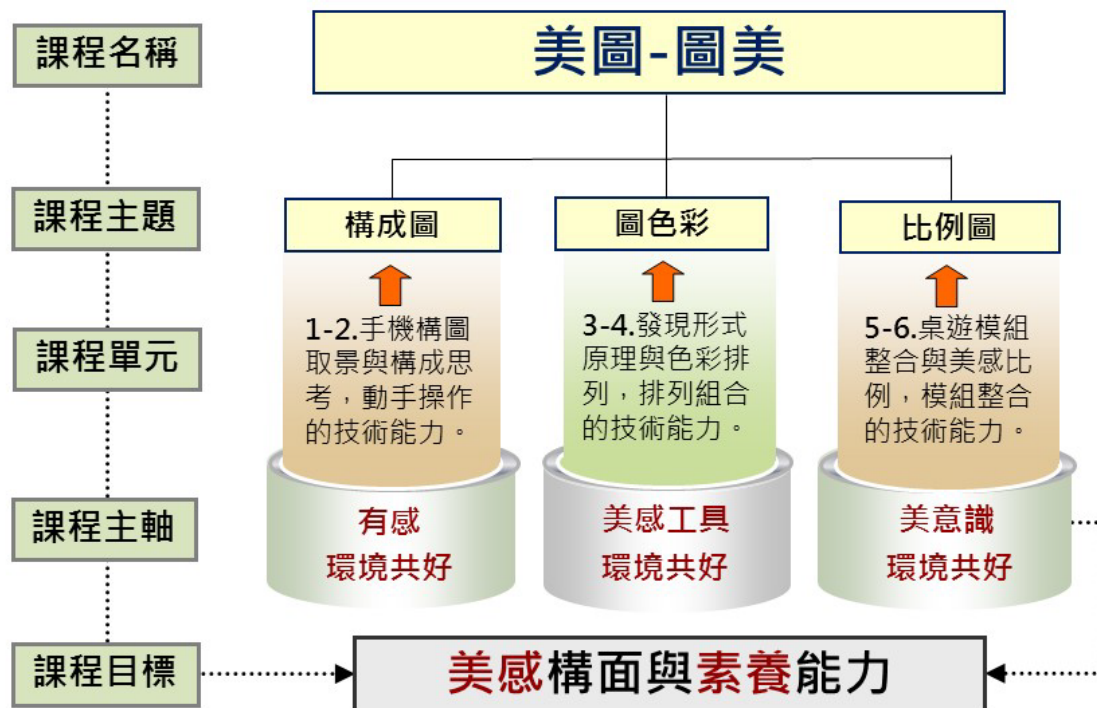 課程名稱
美圖-圖美
課程主題
構成圖
圖色彩
比例圖
課程單元
1-2.手機構圖
取景與構成思
考，動手操作
的技術能力。
3-4.發現形式
原理與色彩排
列，排列組合
的技術能力。
5-6.桌遊模組
整合與美感比
例，模組整合
的技術能力。
課程主軸
有感
環境共好
美感工具
環境共好
美意識
環境共好
課程目標
美感構面與素養能力